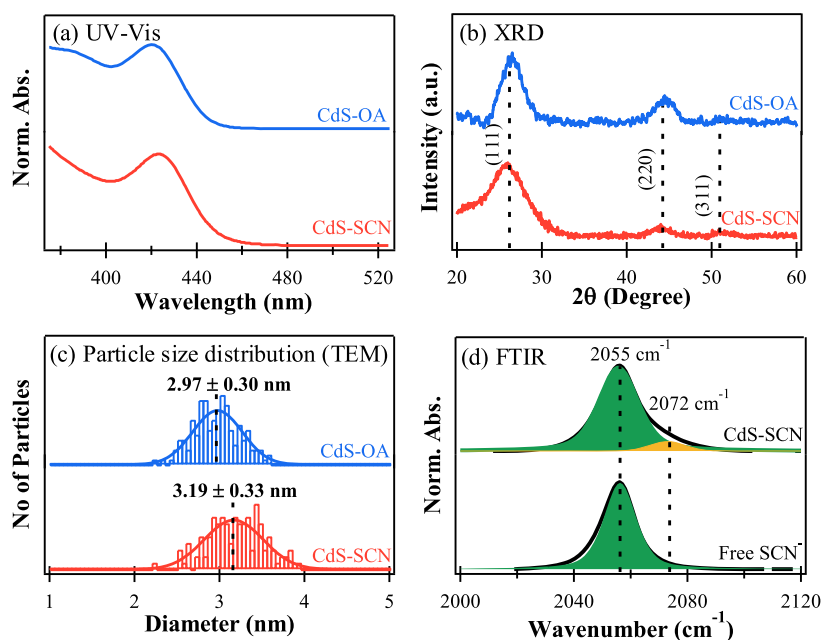 (a) UV-Vis
CdS-OA
CdS-SCN
Norm. Abs.
400 440 480 520
Wavelength (nm)
(b) XRD
CdS-OA
(111)
(220)
(311)
CdS-SCN
Intensity (a.u.)
20 30 40 50 60
2θ (Degree)
(c) Particle size distribution (TEM)
2.97 ± 0.30 nm
CdS-OA
3.19 ± 0.33 nm
CdS-SCN
No of Particles
1 2 3 4 5
Diameter (nm)
(d) FTIR
2055 cm⁻¹
2072 cm⁻¹
CdS-SCN
Free SCN⁻
Norm. Abs.
2000 2040 2080 2120
Wavenumber (cm⁻¹)